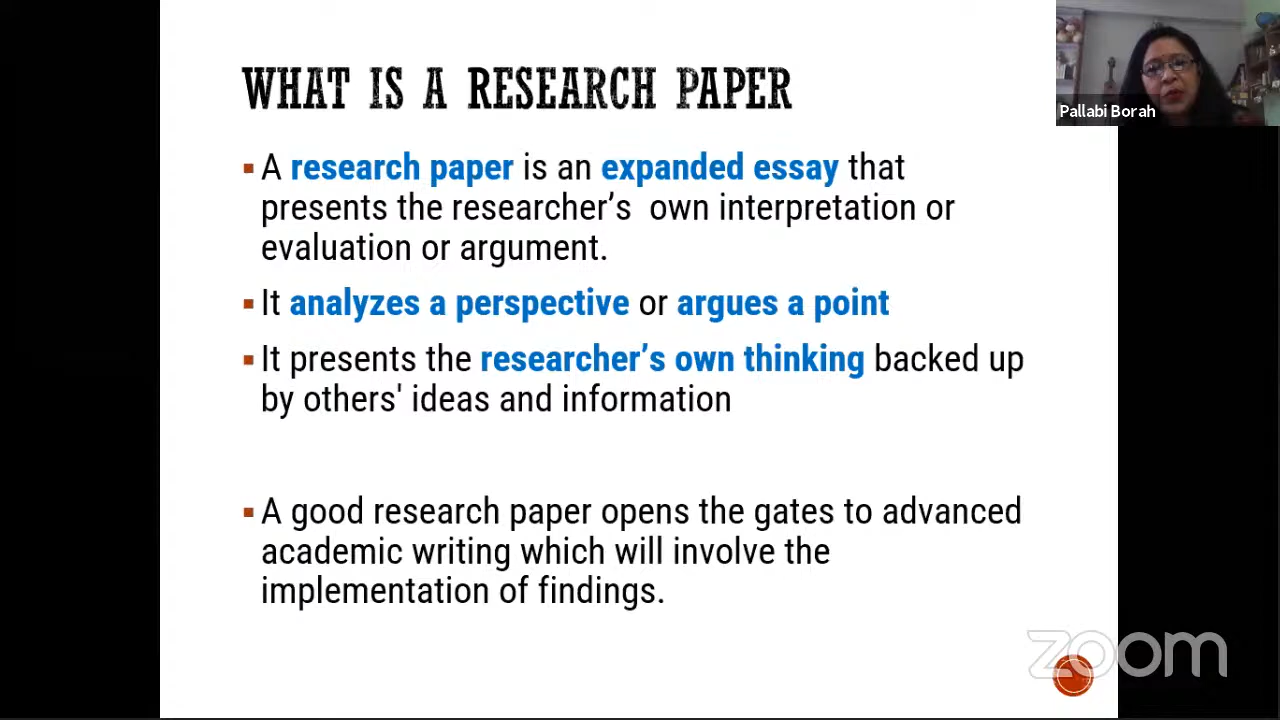 WHAT IS A RESEARCH PAPER
Pallabi Borah
▪ A research paper is an expanded essay that
presents the researcher’s  own interpretation or
evaluation or argument.
▪ It analyzes a perspective or argues a point
▪ It presents the researcher’s own thinking backed up
by others' ideas and information
▪ A good research paper opens the gates to advanced
academic writing which will involve the
implementation of findings.
zoom